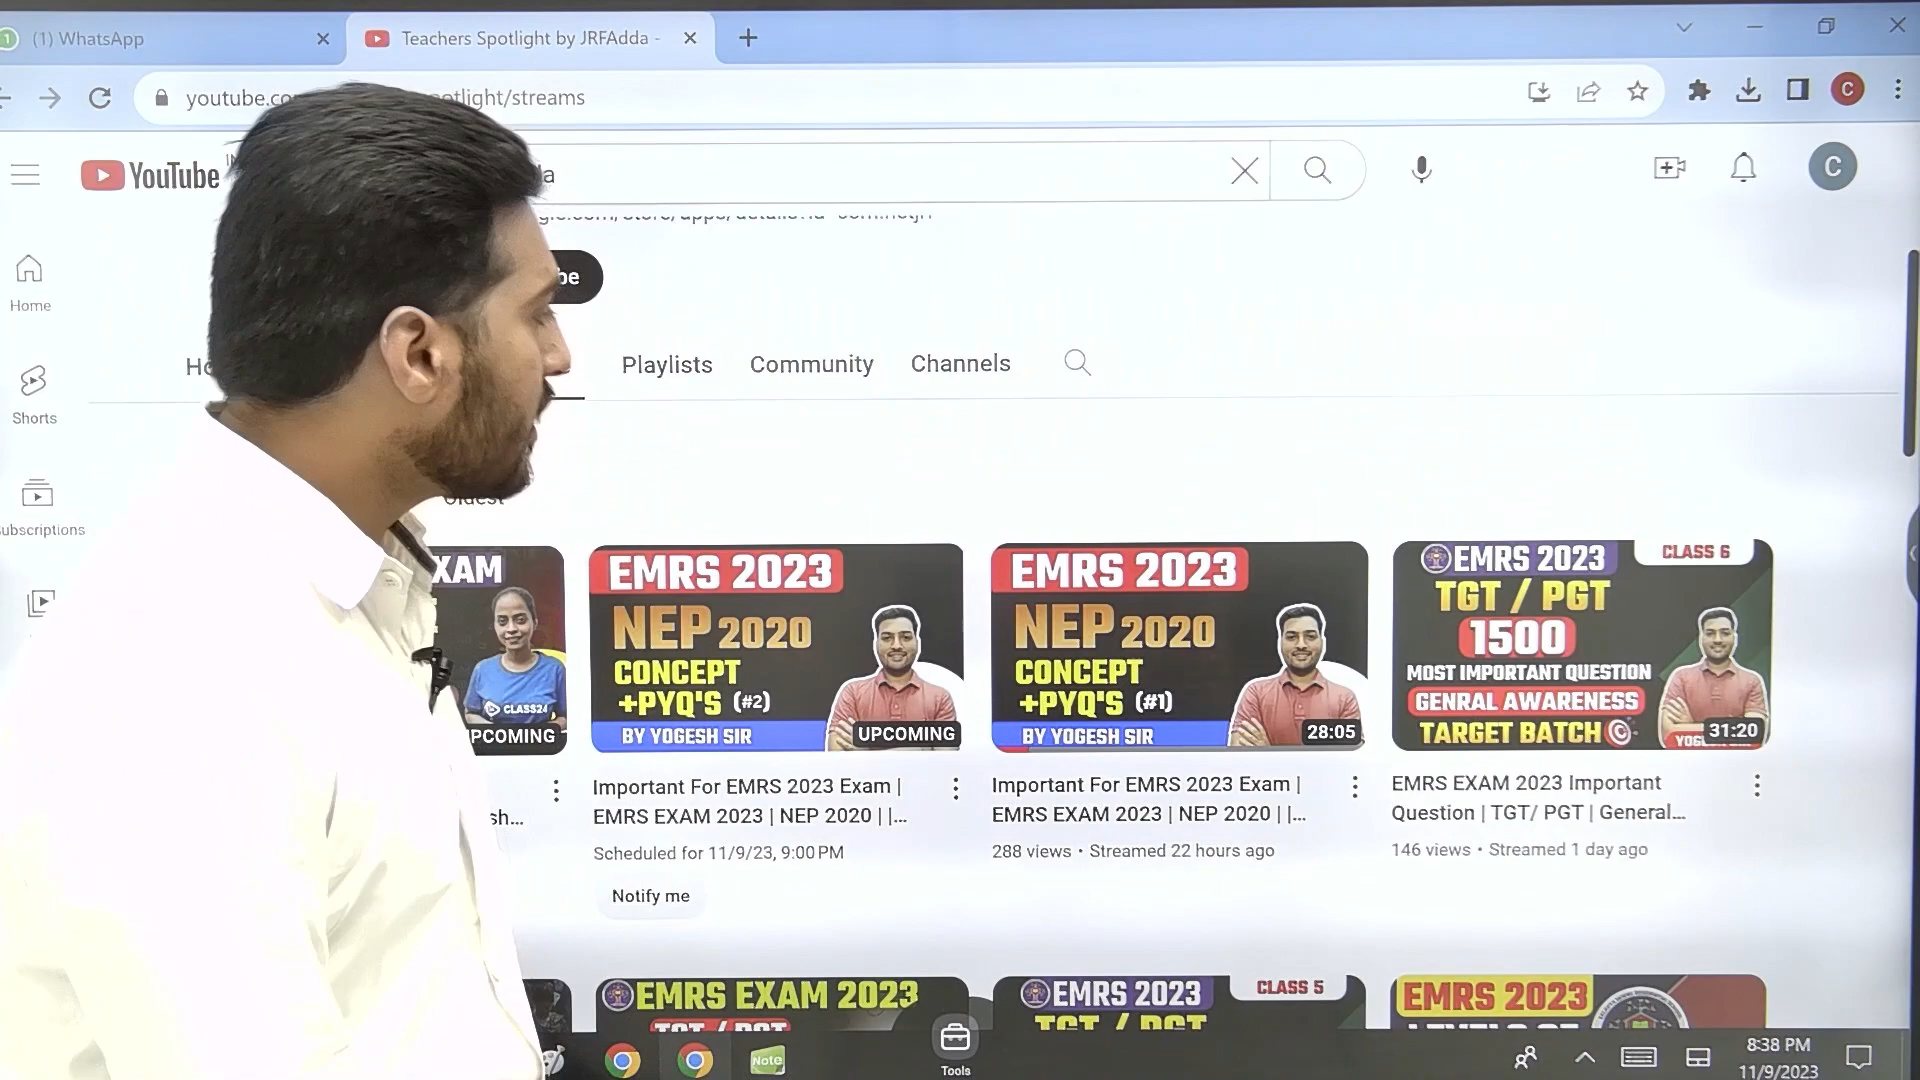 (1) WhatsApp
Teachers Spotlight by JRFAdda -
/streams
YouTube
Home
Playlists
Community
Channels
Shorts
EMRS 2023
NEP 2020
CONCEPT
+PYQ'S (#2)
BY YOGESH SIR
UPCOMING
EMRS 2023
NEP 2020
CONCEPT
+PYQ'S (#1)
BY YOGESH SIR
28:05
CLASS 6
EMRS 2023
TGT / PGT
1500
MOST IMPORTANT QUESTION
GENRAL AWARENESS
TARGET BATCH
31:20
CLASS24
Important For EMRS 2023 Exam |
EMRS EXAM 2023 | NEP 2020 | |...
Scheduled for 11/9/23, 9:00 PM
Notify me
Important For EMRS 2023 Exam |
EMRS EXAM 2023 | NEP 2020 | |...
288 views • Streamed 22 hours ago
EMRS EXAM 2023 Important
Question | TGT/ PGT | General...
146 views • Streamed 1 day ago
EMRS EXAM 2023
EMRS 2023
CLASS 5
TGT / PGT
EMRS 2023
Note
Tools
8:38 PM
11/9/2023